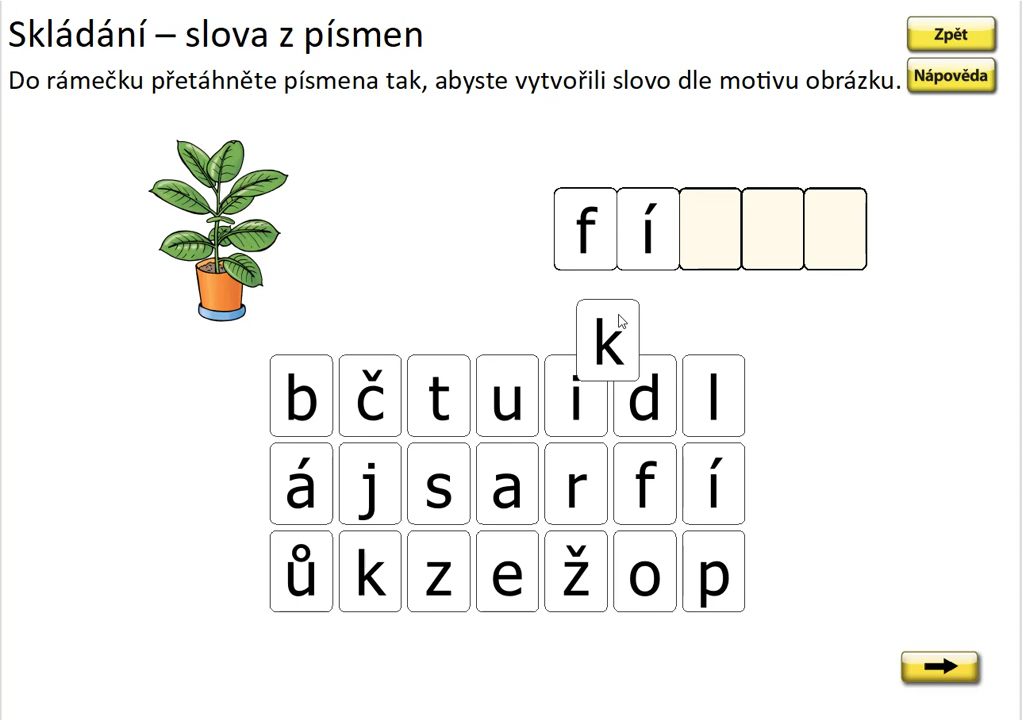 Skládání – slova z písmen
Zpět
Do rámečku přetáhněte písmena tak, abyste vytvořili slovo dle motivu obrázku.
Nápověda
f í
k
b č t u i d l
á j s a r f í
ů k z e ž o p